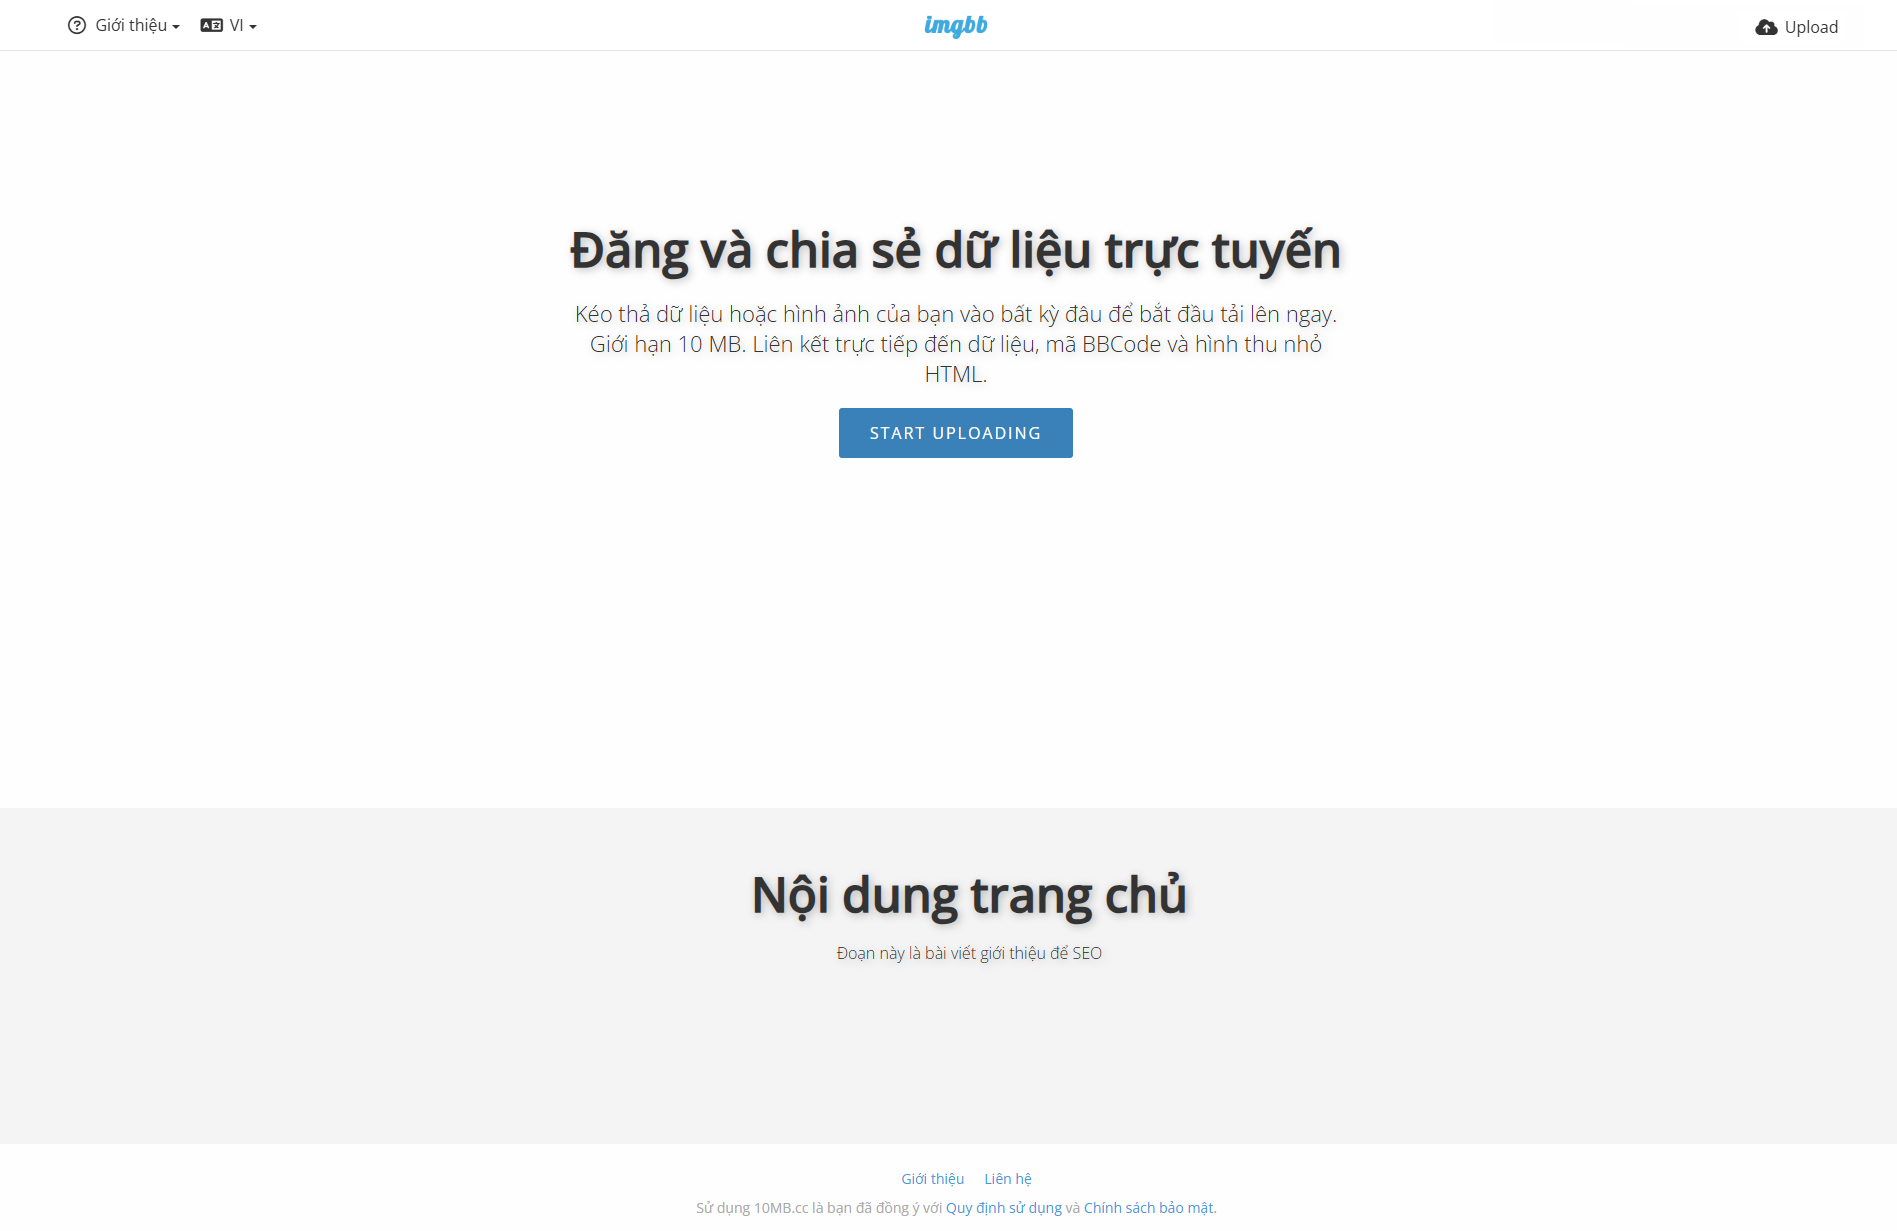 Giới thiệu
VI
imgbb
Upload
Đăng và chia sẻ dữ liệu trực tuyến
Kéo thả dữ liệu hoặc hình ảnh của bạn vào bất kỳ đâu để bắt đầu tải lên ngay.
Giới hạn 10 MB. Liên kết trực tiếp đến dữ liệu, mã BBCode và hình thu nhỏ
HTML.
START UPLOADING
Nội dung trang chủ
Đoạn này là bài viết giới thiệu để SEO
Giới thiệu Liên hệ
Sử dụng 10MB.cc là bạn đã đồng ý với Quy định sử dụng và Chính sách bảo mật.